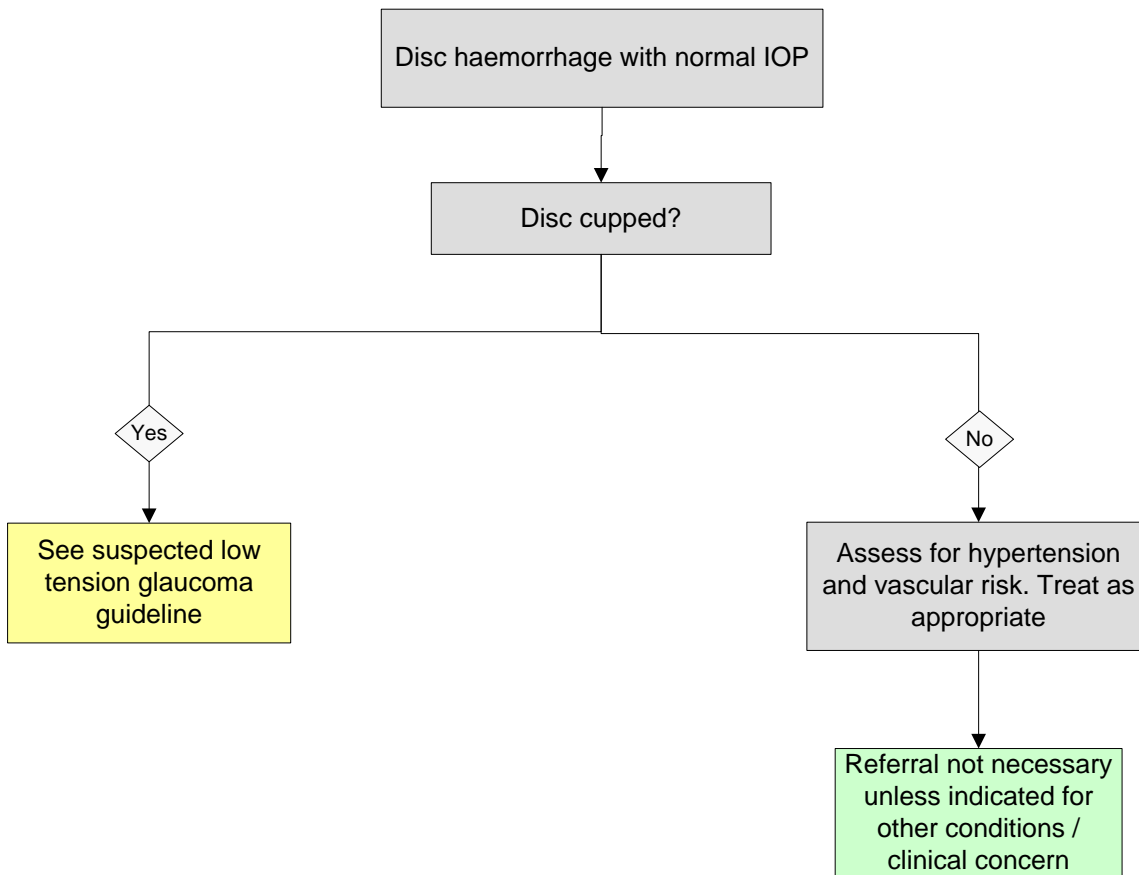 Disc haemorrhage with normal IOP
Disc cupped?
Yes
No
See suspected low
tension glaucoma
guideline
Assess for hypertension
and vascular risk. Treat as
appropriate
Referral not necessary
unless indicated for
other conditions /
clinical concern